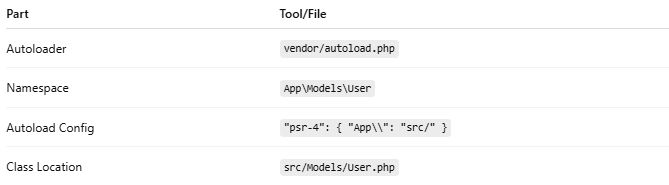 Part Tool/File
Autoloader vendor/autoload.php
Namespace App\Models\User
Autoload Config "psr-4": { "App\\": "src/" }
Class Location src/Models/User.php